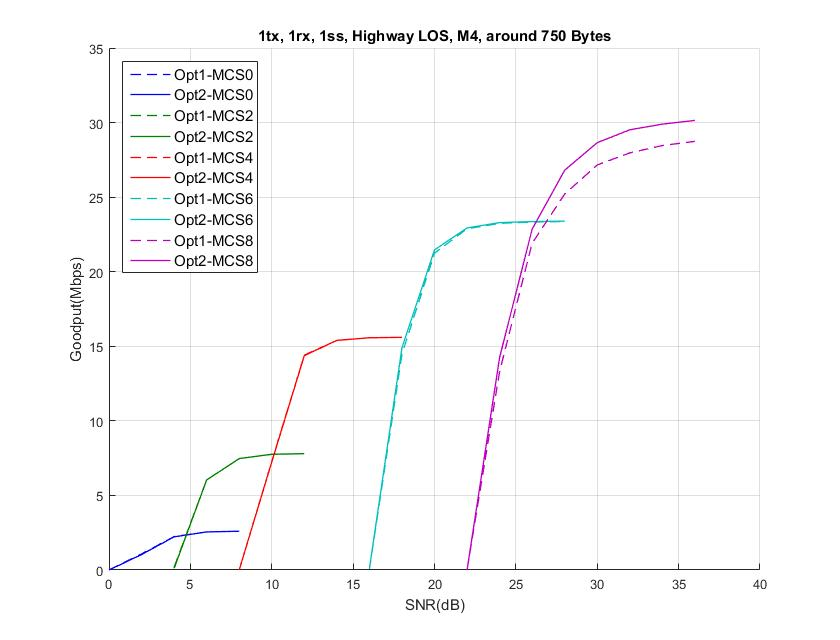 1tx, 1rx, 1ss, Highway LOS, M4, around 750 Bytes
35
30
25
20
15
10
5
0
Goodput(Mbps)
Opt1-MCS0
Opt2-MCS0
Opt1-MCS2
Opt2-MCS2
Opt1-MCS4
Opt2-MCS4
Opt1-MCS6
Opt2-MCS6
Opt1-MCS8
Opt2-MCS8
0 5 10 15 20 25 30 35 40
SNR(dB)